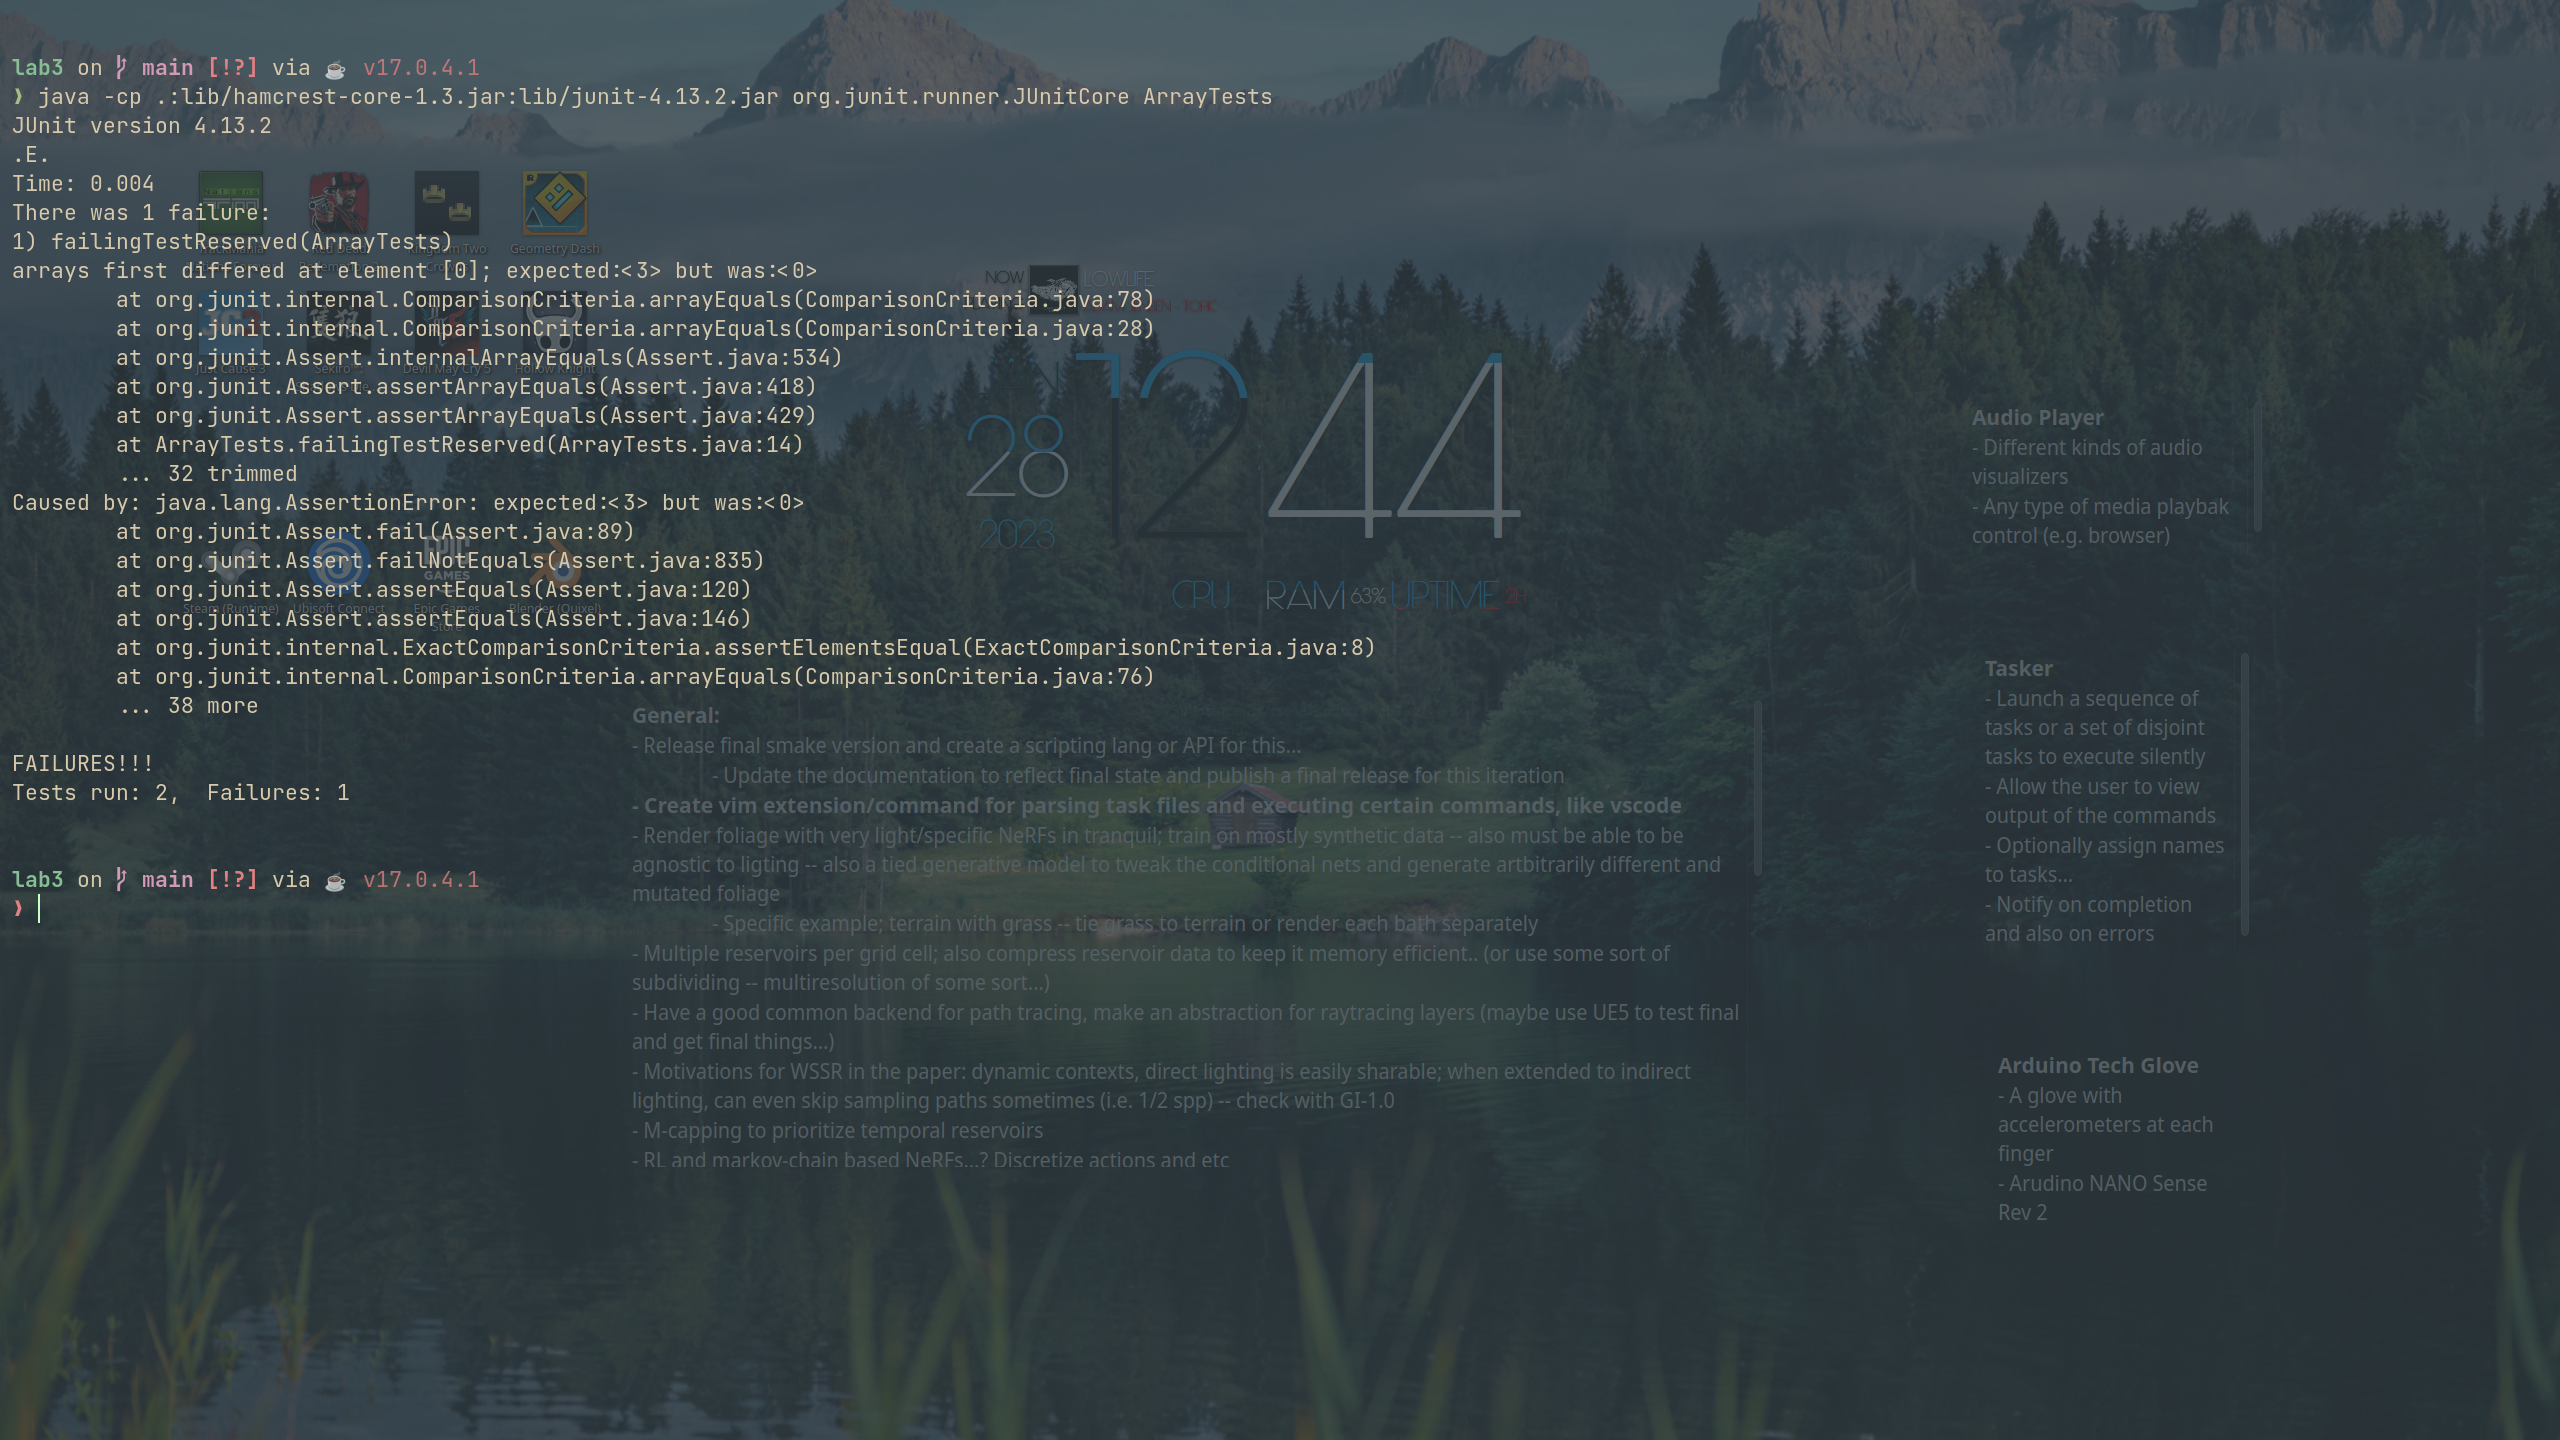 lab3 on main [!?] via v17.0.4.1
❯ java -cp .:lib/hamcrest-core-1.3.jar:lib/junit-4.13.2.jar org.junit.runner.JUnitCore ArrayTests
JUnit version 4.13.2
.E.
Time: 0.004
There was 1 failure:
1) failingTestReserved(ArrayTests)
arrays first differed at element [0]; expected:<3> but was:<0>
at org.junit.internal.ComparisonCriteria.arrayEquals(ComparisonCriteria.java:78)
at org.junit.internal.ComparisonCriteria.arrayEquals(ComparisonCriteria.java:28)
at org.junit.Assert.internalArrayEquals(Assert.java:534)
at org.junit.Assert.assertArrayEquals(Assert.java:418)
at org.junit.Assert.assertArrayEquals(Assert.java:429)
at ArrayTests.failingTestReserved(ArrayTests.java:14)
... 32 trimmed
Caused by: java.lang.AssertionError: expected:<3> but was:<0>
at org.junit.Assert.fail(Assert.java:89)
at org.junit.Assert.failNotEquals(Assert.java:835)
at org.junit.Assert.assertEquals(Assert.java:120)
at org.junit.Assert.assertEquals(Assert.java:146)
at org.junit.internal.ExactComparisonCriteria.assertElementsEqual(ExactComparisonCriteria.java:8)
at org.junit.internal.ComparisonCriteria.arrayEquals(ComparisonCriteria.java:76)
... 38 more
FAILURES!!!
Tests run: 2,  Failures: 1
lab3 on main [!?] via v17.0.4.1
❯
Geometry Dash
Just Cause 3
Sekiro™:
Devil May Cry 5
Hollow Knight
Steam (Runtime)
Ubisoft Connect
Epic Games
Store
Blender (Quixel)
NOW
LOWLIFE
28
2023
12 44
CPU RAM 63% UPTIME 2H
General:
- Release final smake version and create a scripting lang or API for this...
- Update the documentation to reflect final state and publish a final release for this iteration
- Create vim extension/command for parsing task files and executing certain commands, like vscode
- Render foliage with very light/specific NeRFs in tranquil; train on mostly synthetic data -- also must be able to be
agnostic to ligting -- also a tied generative model to tweak the conditional nets and generate artbitrarily different and
mutated foliage
- Specific example; terrain with grass -- tie grass to terrain or render each bath separately
- Multiple reservoirs per grid cell; also compress reservoir data to keep it memory efficient.. (or use some sort of
subdividing -- multiresolution of some sort...)
- Have a good common backend for path tracing, make an abstraction for raytracing layers (maybe use UE5 to test final
and get final things...)
- Motivations for WSSR in the paper: dynamic contexts, direct lighting is easily sharable; when extended to indirect
lighting, can even skip sampling paths sometimes (i.e. 1/2 spp) -- check with GI-1.0
- M-capping to prioritize temporal reservoirs
- RL and markov-chain based NeRFs...? Discretize actions and etc
Audio Player
- Different kinds of audio
visualizers
- Any type of media playbak
control (e.g. browser)
Tasker
- Launch a sequence of
tasks or a set of disjoint
tasks to execute silently
- Allow the user to view
output of the commands
- Optionally assign names
to tasks...
- Notify on completion
and also on errors
Arduino Tech Glove
- A glove with
accelerometers at each
finger
- Arudino NANO Sense
Rev 2